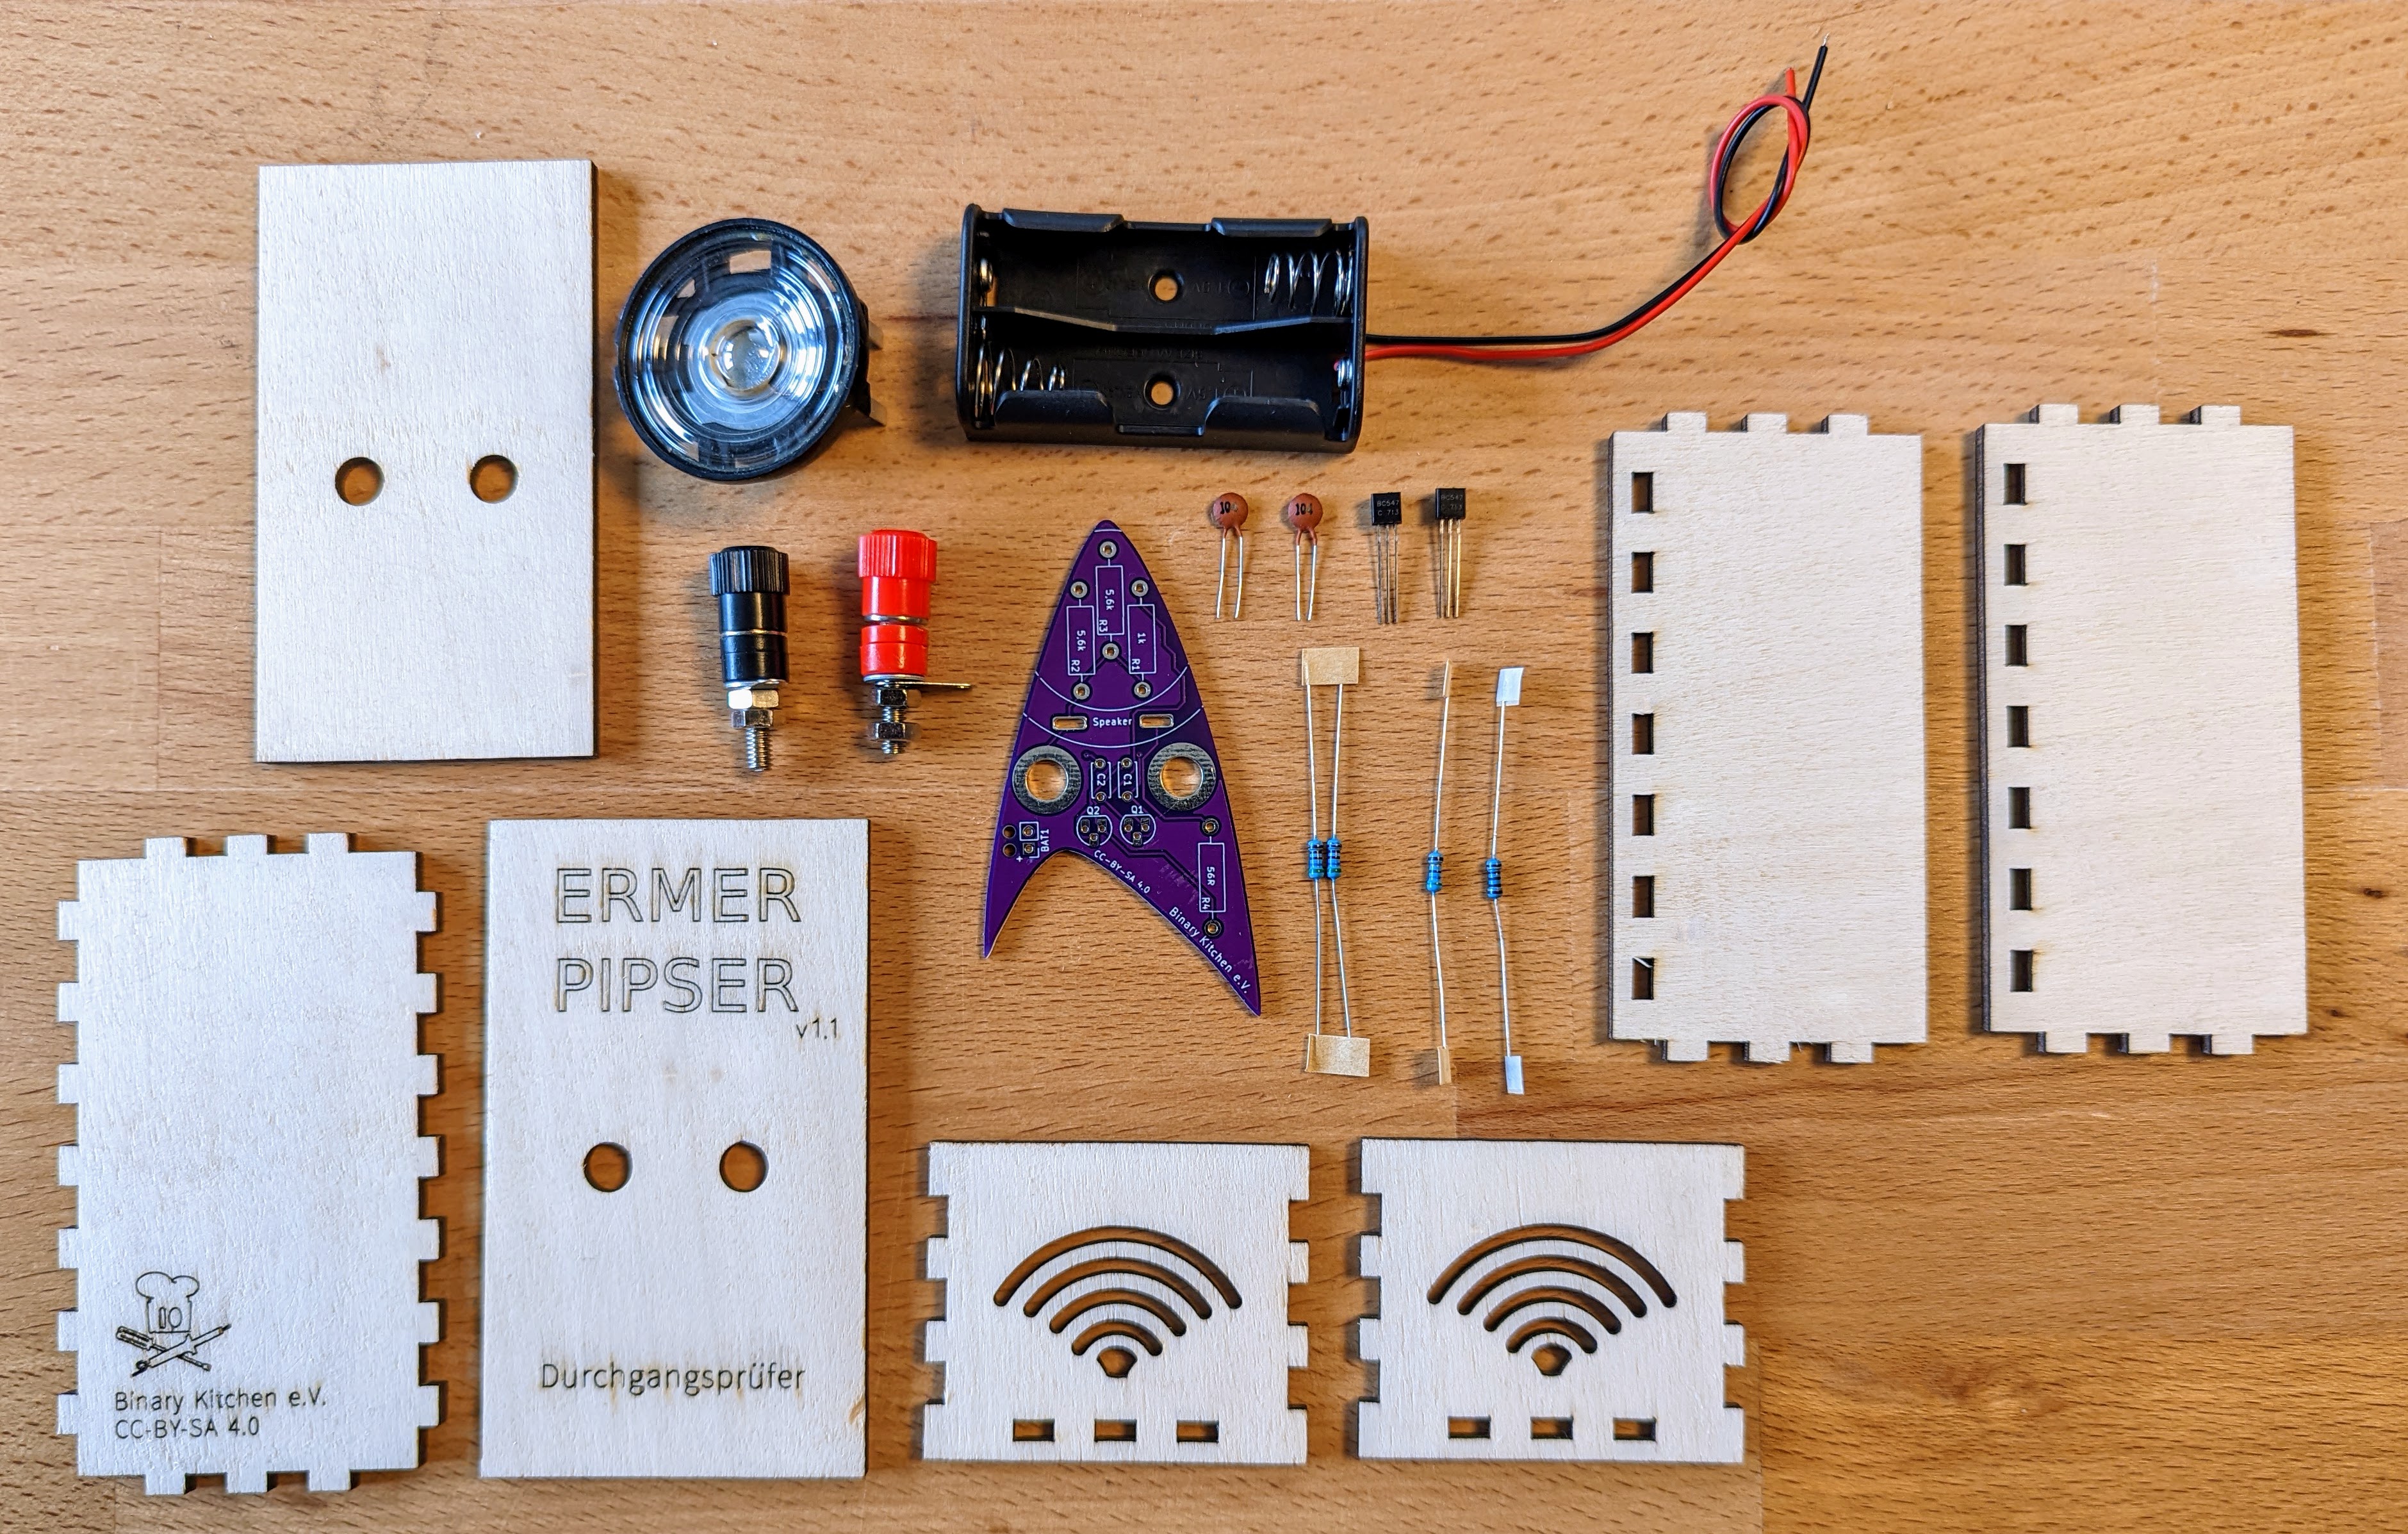 104
BC547
C 713
BC547
5,6k
R3
5,6k
R2
1k
R1
Speaker
C2
C1
Q2
Q1
BAT1
+
CC-BY-SA 4.0
56R
R4
Binary Kitchen e.V.
ERMER
PIPSER
v1.1
Durchgangsprüfer
Binary Kitchen e.V.
CC-BY-SA 4.0